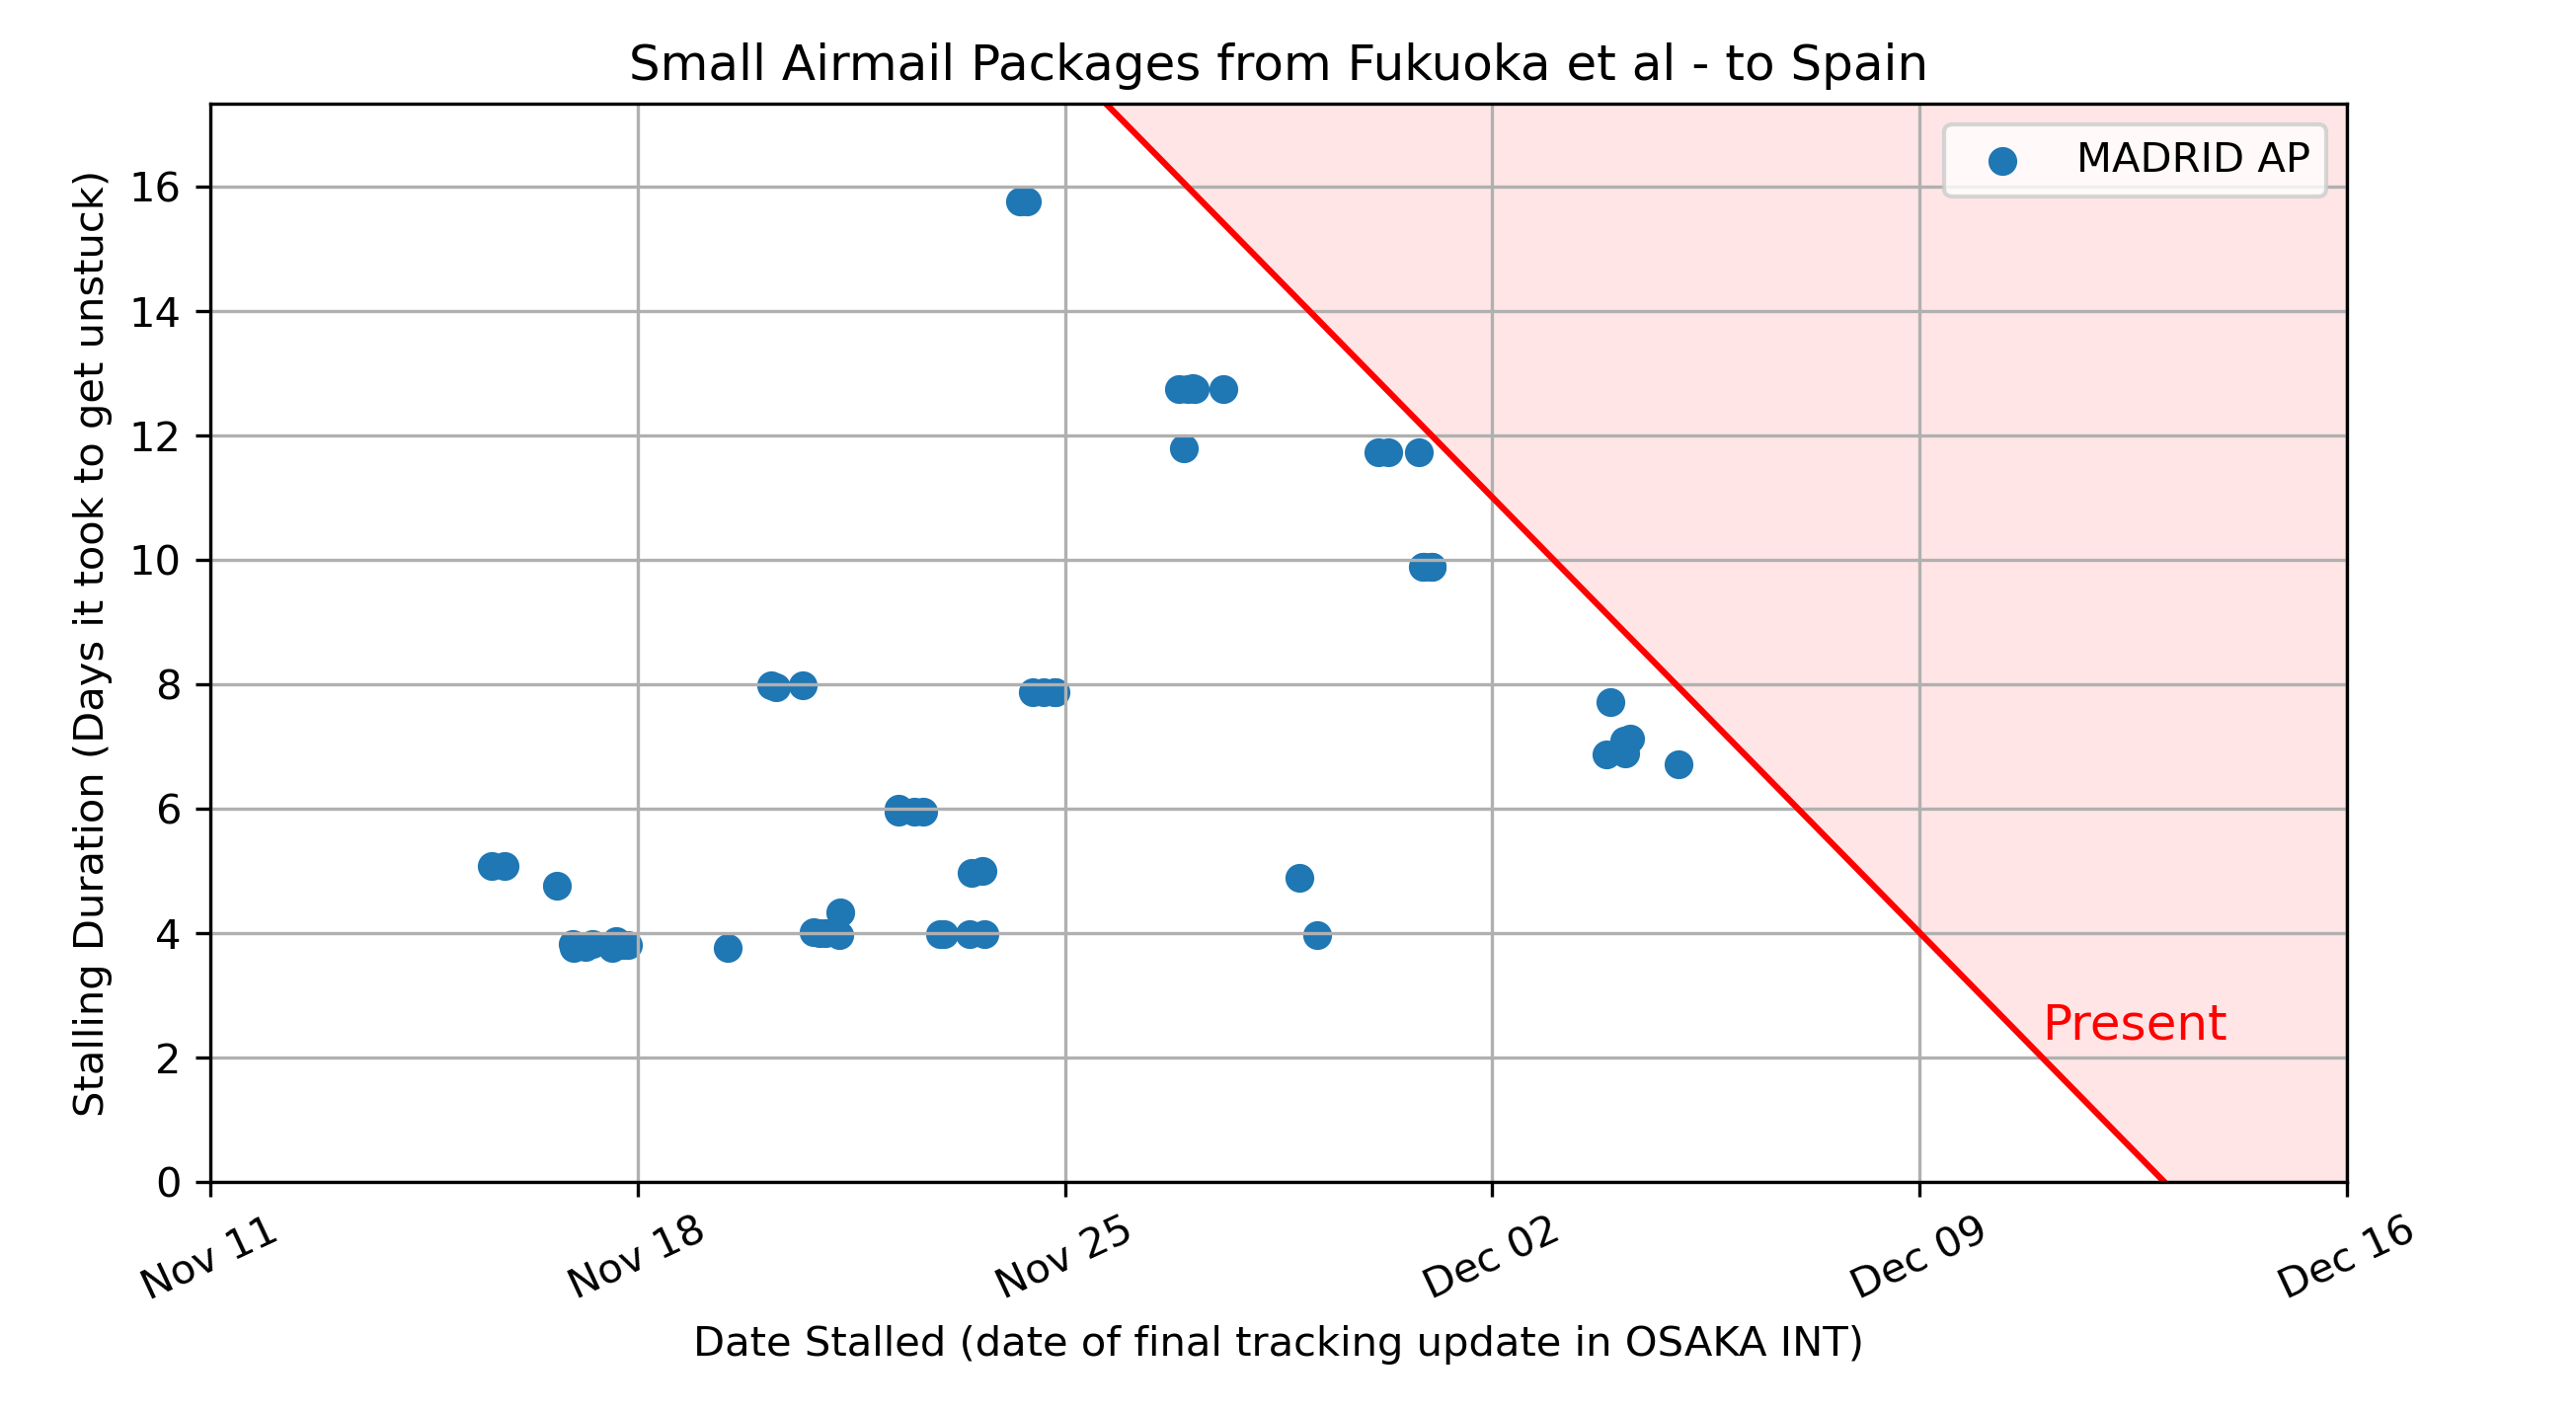 Small Airmail Packages from Fukuoka et al - to Spain
MADRID AP
Stalling Duration (Days it took to get unstuck)
16
14
12
10
8
6
4
2
0
Present
Nov 11
Nov 18
Nov 25
Dec 02
Dec 09
Dec 16
Date Stalled (date of final tracking update in OSAKA INT)